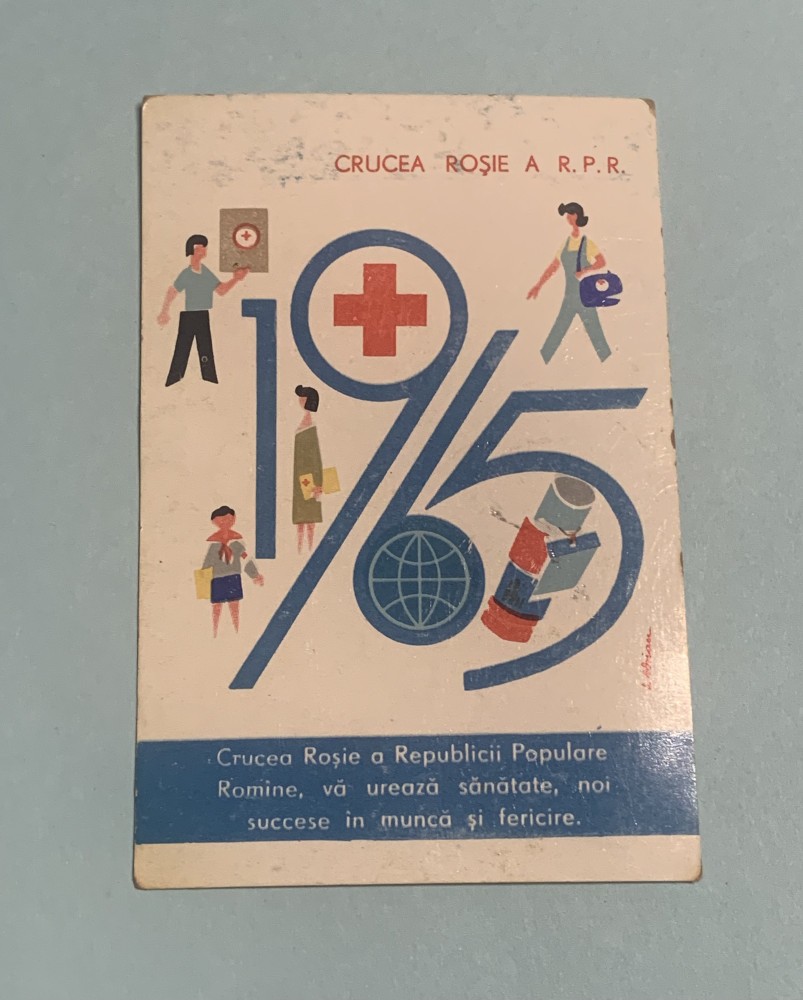 CRUCEA ROȘIE A R.P.R.
1965
Crucea Roșie a Republicii Populare
Romîne, vă urează sănătate, noi
succese în muncă și fericire.